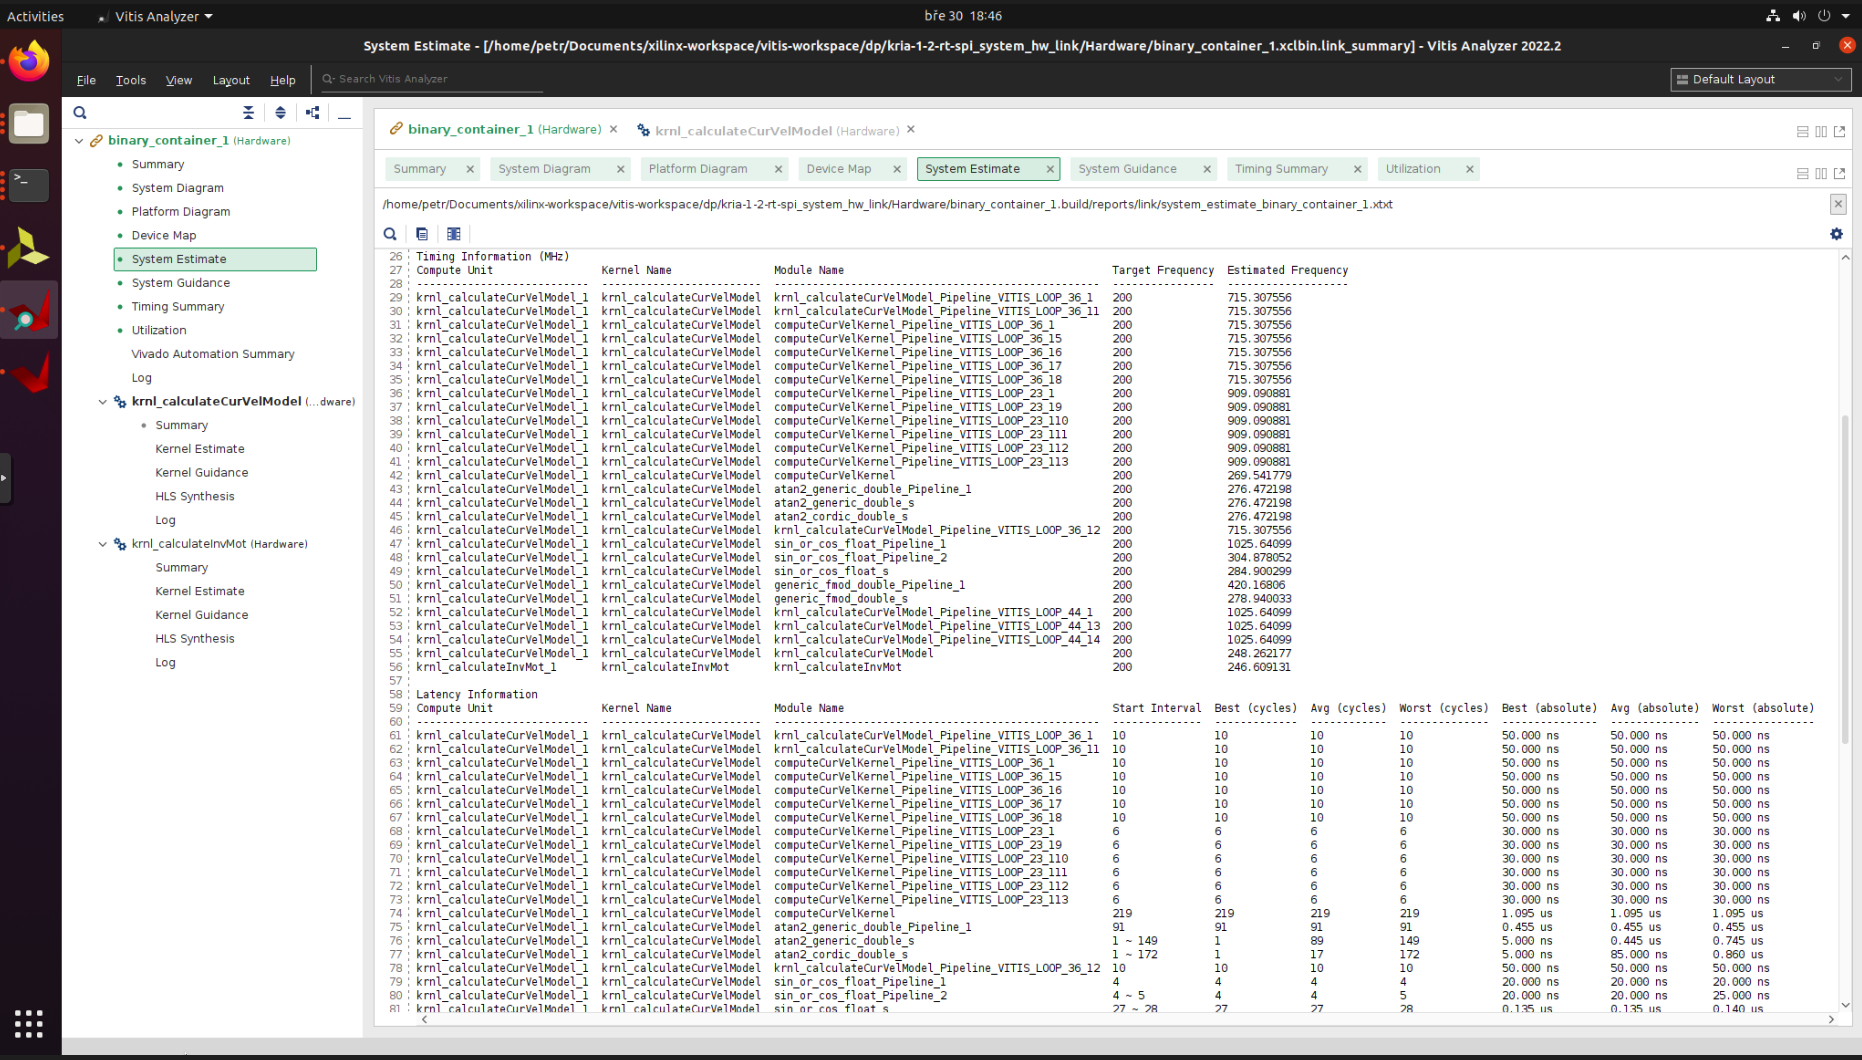 Activities
Vitis Analyzer
bře 30 18:46
System Estimate - [/home/petr/Documents/xilinx-workspace/vitis-workspace/dp/kria-1-2-rt-spi_system_hw_link/Hardware/binary_container_1.xclbin.link_summary] - Vitis Analyzer 2022.2
File Tools View Layout Help
Search Vitis Analyzer
Default Layout
binary_container_1 (Hardware)
Summary
System Diagram
Platform Diagram
Device Map
System Estimate
System Guidance
Timing Summary
Utilization
Vivado Automation Summary
Log
krnl_calculateCurVelModel (...dware)
Summary
Kernel Estimate
Kernel Guidance
HLS Synthesis
Log
krnl_calculateInvMot (Hardware)
Summary
Kernel Estimate
Kernel Guidance
HLS Synthesis
Log
binary_container_1 (Hardware) krnl_calculateCurVelModel (Hardware)
Summary System Diagram Platform Diagram Device Map System Estimate System Guidance Timing Summary Utilization
/home/petr/Documents/xilinx-workspace/vitis-workspace/dp/kria-1-2-rt-spi_system_hw_link/Hardware/binary_container_1.build/reports/link/system_estimate_binary_container_1.xtxt
26 Timing Information (MHz)
27 Compute Unit Kernel Name Module Name Target Frequency Estimated Frequency
28 -------------------------- ------------------------- -------------------------------------------------- ---------------- -------------------
29 krnl_calculateCurVelModel_1 krnl_calculateCurVelModel krnl_calculateCurVelModel_Pipeline_VITIS_LOOP_36_1 200 715.307556
30 krnl_calculateCurVelModel_1 krnl_calculateCurVelModel krnl_calculateCurVelModel_Pipeline_VITIS_LOOP_36_11 200 715.307556
31 krnl_calculateCurVelModel_1 krnl_calculateCurVelModel computeCurVelKernel_Pipeline_VITIS_LOOP_36_1 200 715.307556
32 krnl_calculateCurVelModel_1 krnl_calculateCurVelModel computeCurVelKernel_Pipeline_VITIS_LOOP_36_15 200 715.307556
33 krnl_calculateCurVelModel_1 krnl_calculateCurVelModel computeCurVelKernel_Pipeline_VITIS_LOOP_36_16 200 715.307556
34 krnl_calculateCurVelModel_1 krnl_calculateCurVelModel computeCurVelKernel_Pipeline_VITIS_LOOP_36_17 200 715.307556
35 krnl_calculateCurVelModel_1 krnl_calculateCurVelModel computeCurVelKernel_Pipeline_VITIS_LOOP_36_18 200 715.307556
36 krnl_calculateCurVelModel_1 krnl_calculateCurVelModel computeCurVelKernel_Pipeline_VITIS_LOOP_23_1 200 909.090881
37 krnl_calculateCurVelModel_1 krnl_calculateCurVelModel computeCurVelKernel_Pipeline_VITIS_LOOP_23_19 200 909.090881
38 krnl_calculateCurVelModel_1 krnl_calculateCurVelModel computeCurVelKernel_Pipeline_VITIS_LOOP_23_110 200 909.090881
39 krnl_calculateCurVelModel_1 krnl_calculateCurVelModel computeCurVelKernel_Pipeline_VITIS_LOOP_23_111 200 909.090881
40 krnl_calculateCurVelModel_1 krnl_calculateCurVelModel computeCurVelKernel_Pipeline_VITIS_LOOP_23_112 200 909.090881
41 krnl_calculateCurVelModel_1 krnl_calculateCurVelModel computeCurVelKernel_Pipeline_VITIS_LOOP_23_113 200 909.090881
42 krnl_calculateCurVelModel_1 krnl_calculateCurVelModel computeCurVelKernel 200 269.541779
43 krnl_calculateCurVelModel_1 krnl_calculateCurVelModel atan2_generic_double_Pipeline_1 200 276.472198
44 krnl_calculateCurVelModel_1 krnl_calculateCurVelModel atan2_generic_double_s 200 276.472198
45 krnl_calculateCurVelModel_1 krnl_calculateCurVelModel atan2_cordic_double_s 200 276.472198
46 krnl_calculateCurVelModel_1 krnl_calculateCurVelModel krnl_calculateCurVelModel_Pipeline_VITIS_LOOP_36_12 200 715.307556
47 krnl_calculateCurVelModel_1 krnl_calculateCurVelModel sin_or_cos_float_Pipeline_1 200 1025.64099
48 krnl_calculateCurVelModel_1 krnl_calculateCurVelModel sin_or_cos_float_Pipeline_2 200 304.878052
49 krnl_calculateCurVelModel_1 krnl_calculateCurVelModel sin_or_cos_float_s 200 284.900299
50 krnl_calculateCurVelModel_1 krnl_calculateCurVelModel generic_fmod_double_Pipeline_1 200 420.16806
51 krnl_calculateCurVelModel_1 krnl_calculateCurVelModel generic_fmod_double_s 200 278.940033
52 krnl_calculateCurVelModel_1 krnl_calculateCurVelModel krnl_calculateCurVelModel_Pipeline_VITIS_LOOP_44_1 200 1025.64099
53 krnl_calculateCurVelModel_1 krnl_calculateCurVelModel krnl_calculateCurVelModel_Pipeline_VITIS_LOOP_44_13 200 1025.64099
54 krnl_calculateCurVelModel_1 krnl_calculateCurVelModel krnl_calculateCurVelModel_Pipeline_VITIS_LOOP_44_14 200 1025.64099
55 krnl_calculateCurVelModel_1 krnl_calculateCurVelModel krnl_calculateCurVelModel 200 248.262177
56 krnl_calculateInvMot_1 krnl_calculateInvMot krnl_calculateInvMot 200 246.609131
57
58 Latency Information
59 Compute Unit Kernel Name Module Name Start Interval Best (cycles) Avg (cycles) Worst (cycles) Best (absolute) Avg (absolute) Worst (absolute)
60 --------------------------- ------------------------- --------------------------------------------------- -------------- ------------- ------------ -------------- --------------- -------------- ----------------
61 krnl_calculateCurVelModel_1 krnl_calculateCurVelModel krnl_calculateCurVelModel_Pipeline_VITIS_LOOP_36_1 10 10 10 10 50.000 ns 50.000 ns 50.000 ns
62 krnl_calculateCurVelModel_1 krnl_calculateCurVelModel krnl_calculateCurVelModel_Pipeline_VITIS_LOOP_36_11 10 10 10 10 50.000 ns 50.000 ns 50.000 ns
63 krnl_calculateCurVelModel_1 krnl_calculateCurVelModel computeCurVelKernel_Pipeline_VITIS_LOOP_36_1 10 10 10 10 50.000 ns 50.000 ns 50.000 ns
64 krnl_calculateCurVelModel_1 krnl_calculateCurVelModel computeCurVelKernel_Pipeline_VITIS_LOOP_36_15 10 10 10 10 50.000 ns 50.000 ns 50.000 ns
65 krnl_calculateCurVelModel_1 krnl_calculateCurVelModel computeCurVelKernel_Pipeline_VITIS_LOOP_36_16 10 10 10 10 50.000 ns 50.000 ns 50.000 ns
66 krnl_calculateCurVelModel_1 krnl_calculateCurVelModel computeCurVelKernel_Pipeline_VITIS_LOOP_36_17 10 10 10 10 50.000 ns 50.000 ns 50.000 ns
67 krnl_calculateCurVelModel_1 krnl_calculateCurVelModel computeCurVelKernel_Pipeline_VITIS_LOOP_36_18 10 10 10 10 50.000 ns 50.000 ns 50.000 ns
68 krnl_calculateCurVelModel_1 krnl_calculateCurVelModel computeCurVelKernel_Pipeline_VITIS_LOOP_23_1 6 6 6 6 30.000 ns 30.000 ns 30.000 ns
69 krnl_calculateCurVelModel_1 krnl_calculateCurVelModel computeCurVelKernel_Pipeline_VITIS_LOOP_23_19 6 6 6 6 30.000 ns 30.000 ns 30.000 ns
70 krnl_calculateCurVelModel_1 krnl_calculateCurVelModel computeCurVelKernel_Pipeline_VITIS_LOOP_23_110 6 6 6 6 30.000 ns 30.000 ns 30.000 ns
71 krnl_calculateCurVelModel_1 krnl_calculateCurVelModel computeCurVelKernel_Pipeline_VITIS_LOOP_23_111 6 6 6 6 30.000 ns 30.000 ns 30.000 ns
72 krnl_calculateCurVelModel_1 krnl_calculateCurVelModel computeCurVelKernel_Pipeline_VITIS_LOOP_23_112 6 6 6 6 30.000 ns 30.000 ns 30.000 ns
73 krnl_calculateCurVelModel_1 krnl_calculateCurVelModel computeCurVelKernel_Pipeline_VITIS_LOOP_23_113 6 6 6 6 30.000 ns 30.000 ns 30.000 ns
74 krnl_calculateCurVelModel_1 krnl_calculateCurVelModel computeCurVelKernel 219 219 219 219 1.095 us 1.095 us 1.095 us
75 krnl_calculateCurVelModel_1 krnl_calculateCurVelModel atan2_generic_double_Pipeline_1 91 91 91 91 0.455 us 0.455 us 0.455 us
76 krnl_calculateCurVelModel_1 krnl_calculateCurVelModel atan2_generic_double_s 1 ~ 149 1 89 149 5.000 ns 0.445 us 0.745 us
77 krnl_calculateCurVelModel_1 krnl_calculateCurVelModel atan2_cordic_double_s 1 ~ 172 1 17 172 5.000 ns 85.000 ns 0.860 us
78 krnl_calculateCurVelModel_1 krnl_calculateCurVelModel krnl_calculateCurVelModel_Pipeline_VITIS_LOOP_36_12 10 10 10 10 50.000 ns 50.000 ns 50.000 ns
79 krnl_calculateCurVelModel_1 krnl_calculateCurVelModel sin_or_cos_float_Pipeline_1 4 4 4 4 20.000 ns 20.000 ns 20.000 ns
80 krnl_calculateCurVelModel_1 krnl_calculateCurVelModel sin_or_cos_float_Pipeline_2 4 ~ 5 4 4 5 20.000 ns 20.000 ns 25.000 ns
81 krnl_calculateCurVelModel_1 krnl_calculateCurVelModel sin_or_cos_float_s 27 ~ 28 27 27 28 0.135 us 0.135 us 0.140 us